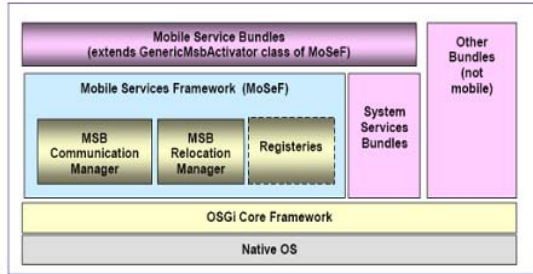 Mobile Service Bundles
(extends GenericMsbActivator class of MoSeF)
Other
Bundles
(not
mobile)
Mobile Services Framework (MoSeF)
MSB
Communication
Manager
MSB
Relocation
Manager
Registeries
System
Services
Bundles
OSGi Core Framework
Native OS